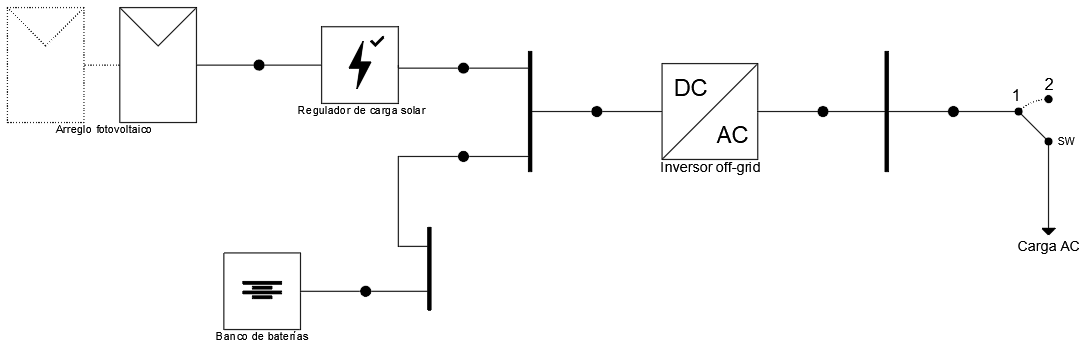 Arreglo fotovoltaico
Regulador de carga solar
DC
AC
Inversor off-grid
1
2
SW
Carga AC
Banco de baterías